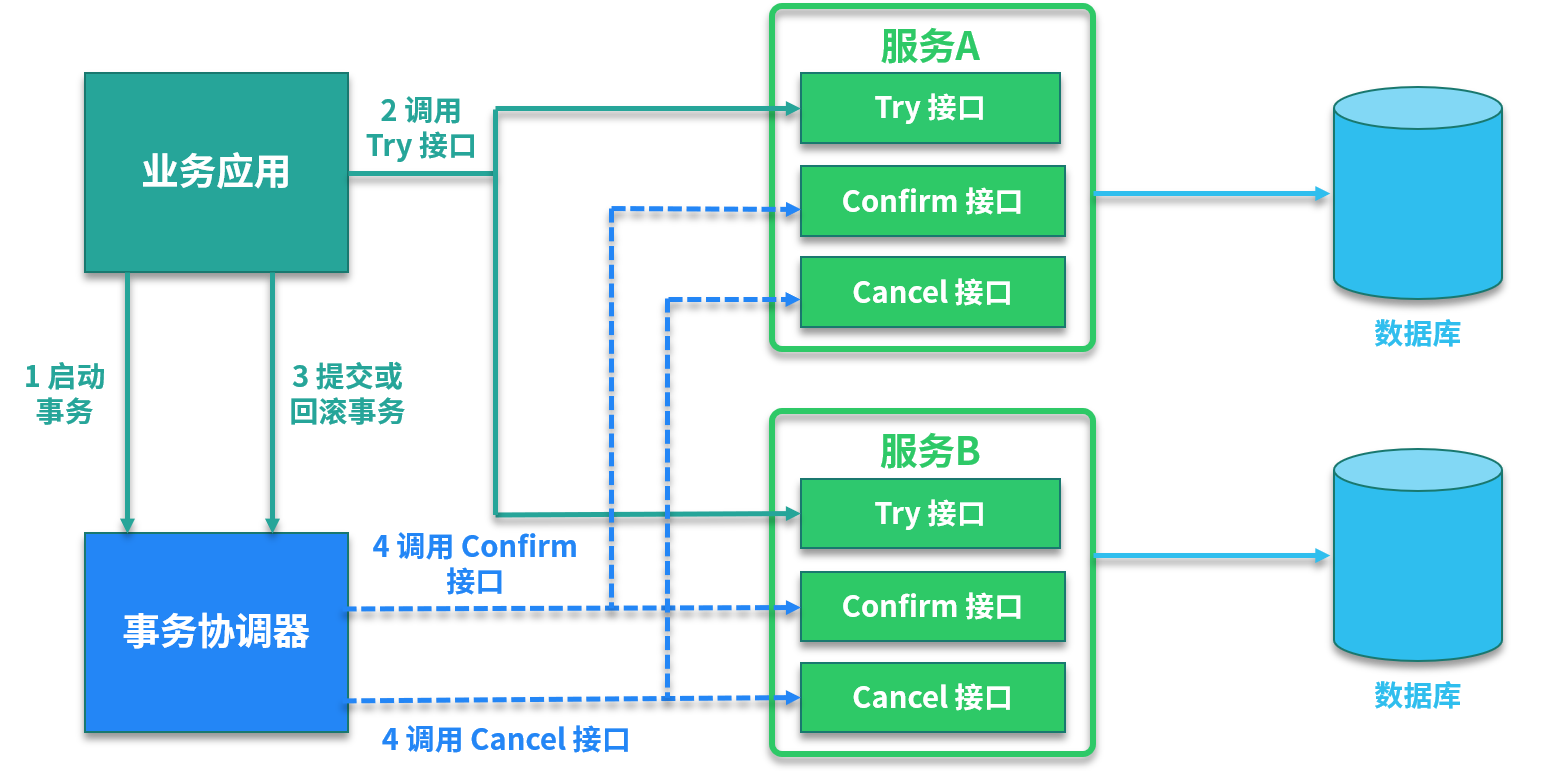 服务A
Try 接口
Confirm 接口
Cancel 接口
业务应用
2 调用
Try 接口
数据库
1 启动
事务
3 提交或
回滚事务
服务B
Try 接口
Confirm 接口
Cancel 接口
4 调用 Confirm
接口
事务协调器
4 调用 Cancel 接口
数据库